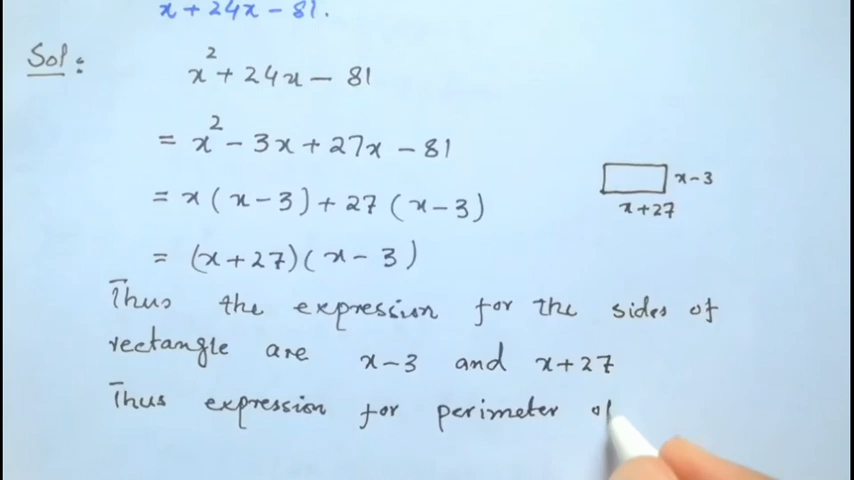 x + 24x - 81.
Sol:
x² + 24x - 81
= x² - 3x + 27x - 81
= x (x - 3) + 27 (x - 3)
x - 3
x + 27
= (x + 27) (x - 3)
Thus the expression for the sides of
rectangle are x - 3 and x + 27
Thus expression for perimeter of